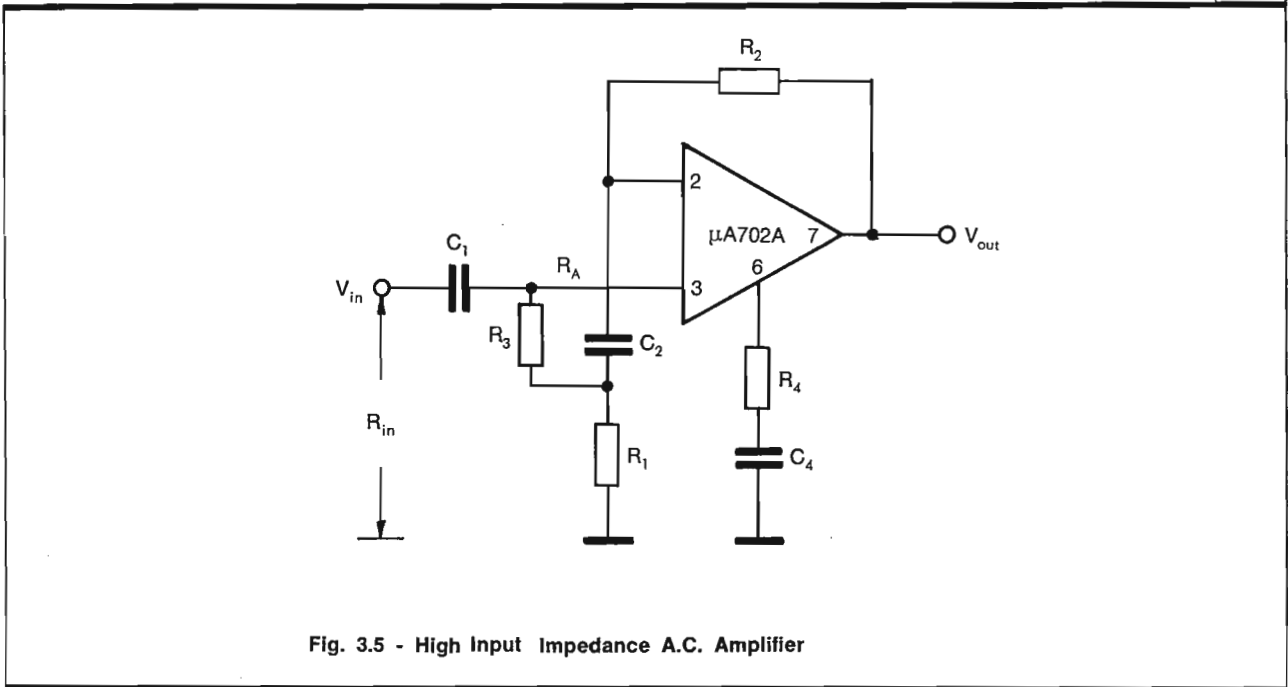 R2
2
μA702A 7
Vout
C1
RA
6
Vin
3
R3
C2
R4
Rin
R1
C4
Fig. 3.5 - High Input Impedance A.C. Amplifier